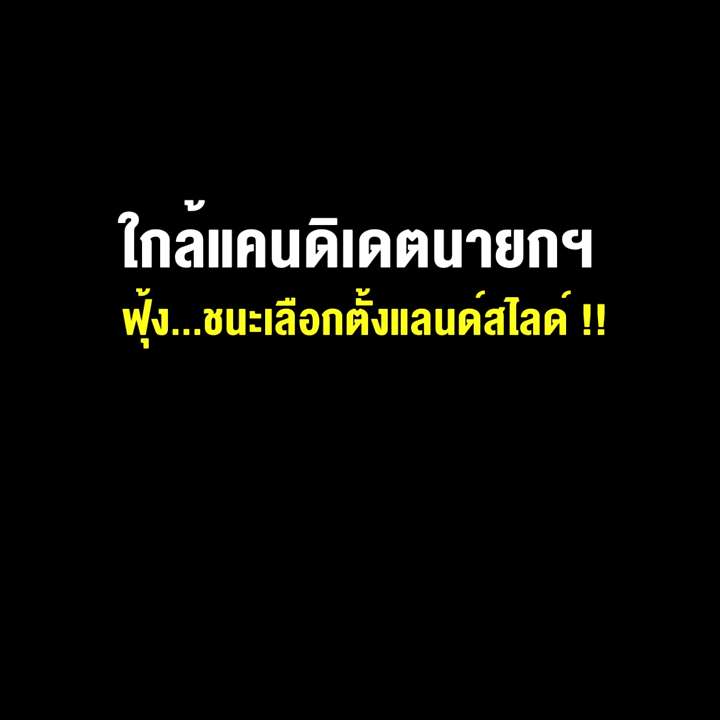 ใกล้แคนดิเดตนายกฯ
ฟุ้ง...ชนะเลือกตั้งแลนด์สไลด์ !!